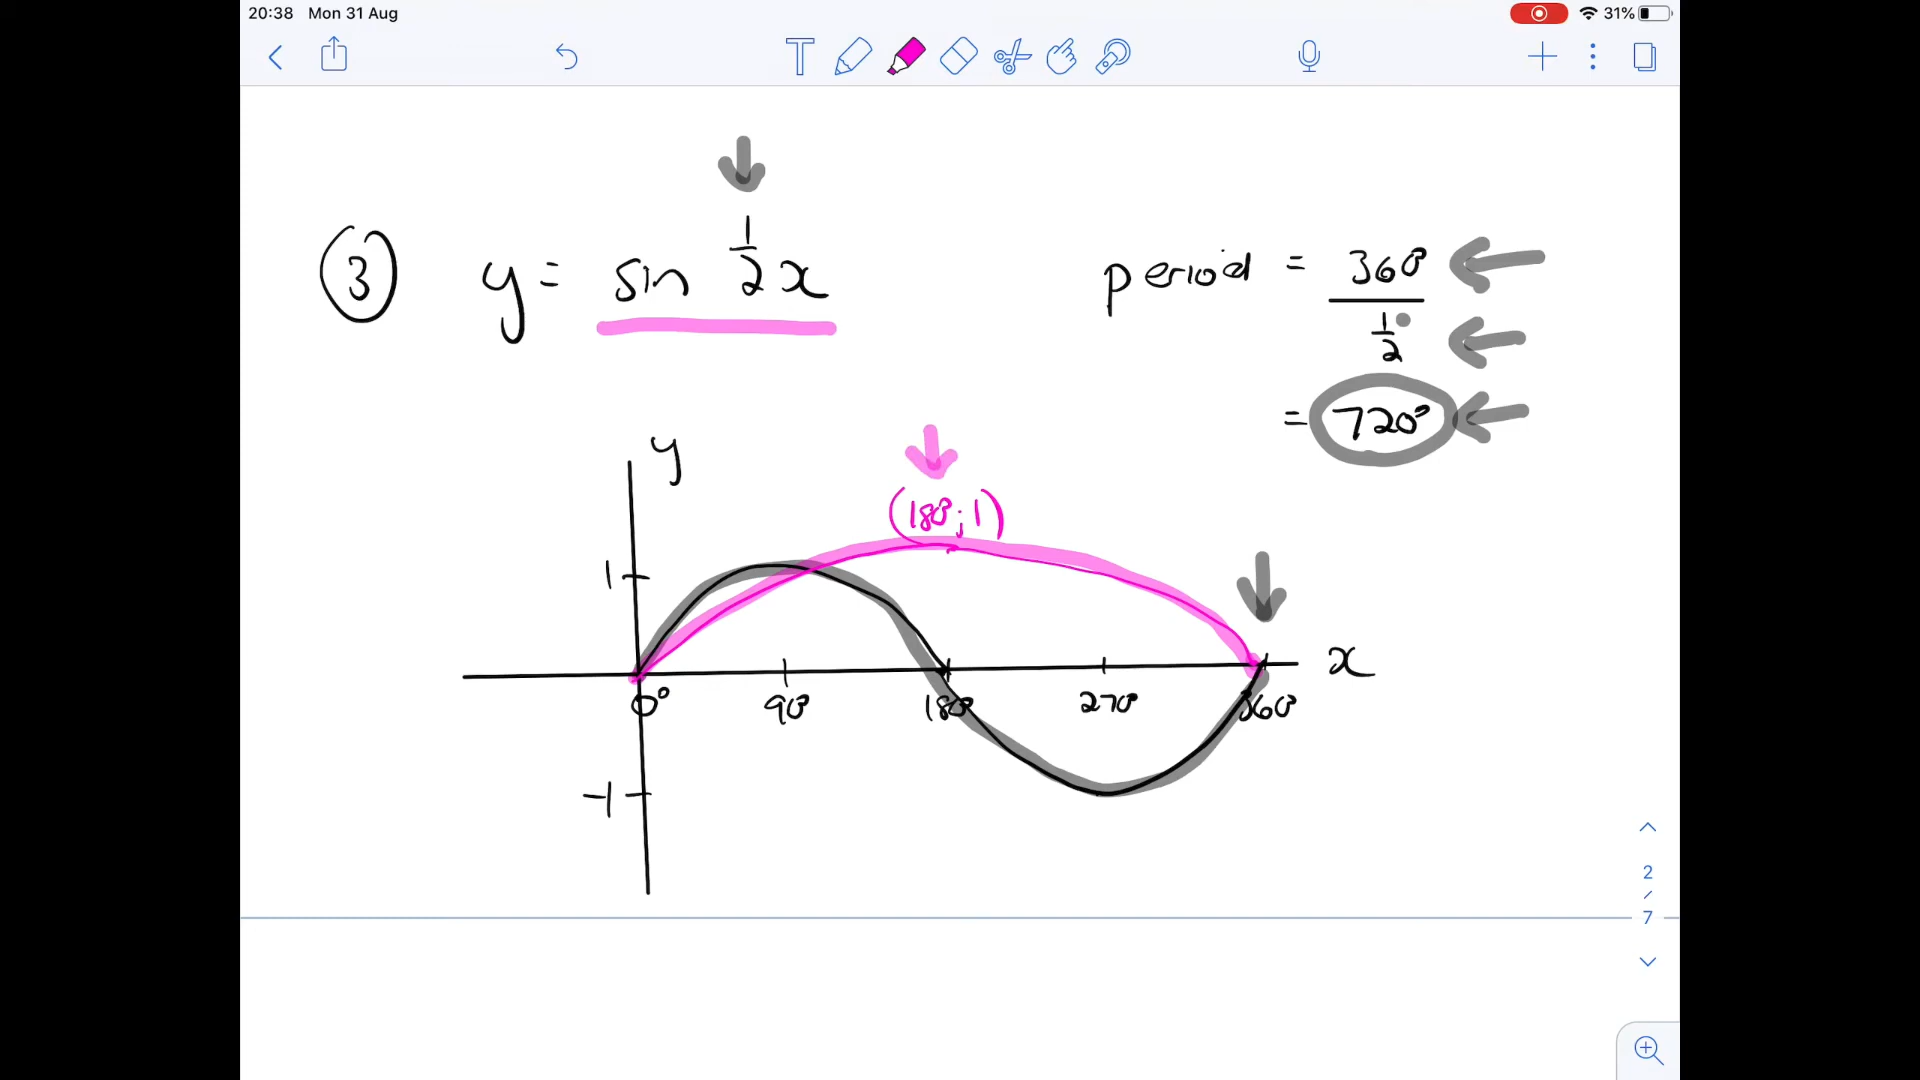 20:38 Mon 31 Aug
31%
T
③ y = sin 1/2 x
period = 360°
1/2
= 720°
y
(180°; 1)
1
x
0° 90° 180° 270° 360°
-1
2
/
7